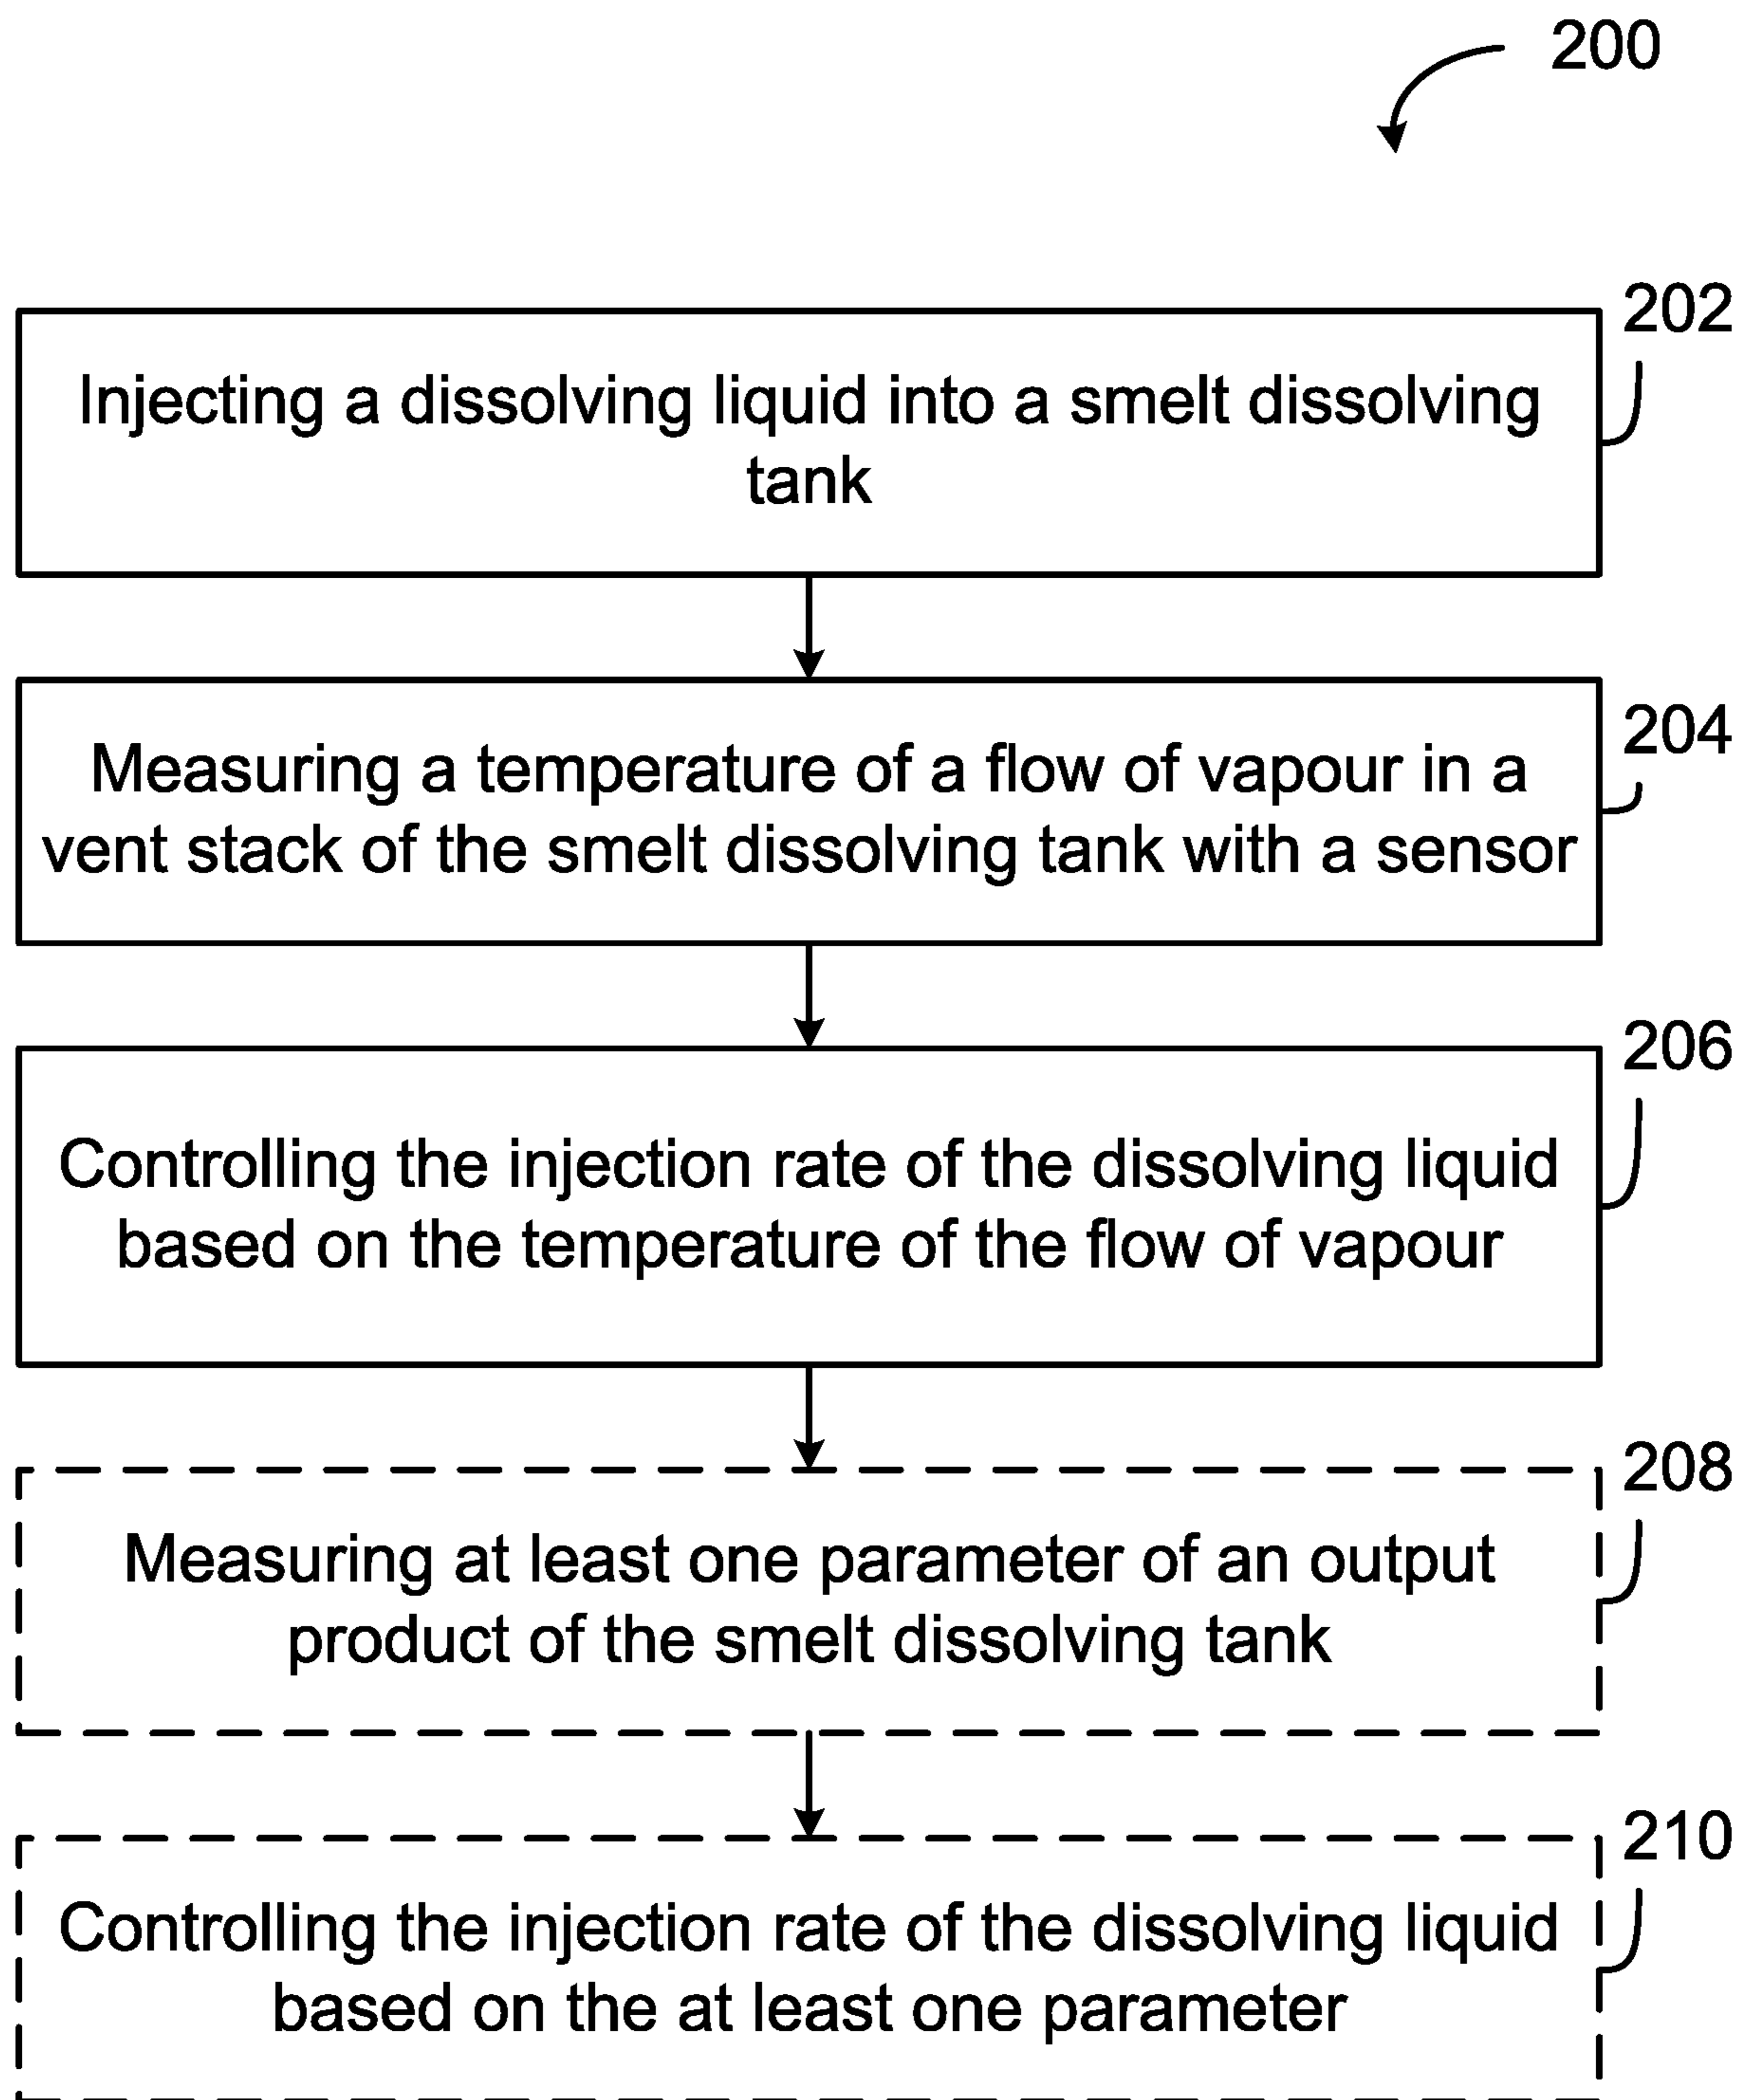 200
202
Injecting a dissolving liquid into a smelt dissolving
tank
204
Measuring a temperature of a flow of vapour in a
vent stack of the smelt dissolving tank with a sensor
206
Controlling the injection rate of the dissolving liquid
based on the temperature of the flow of vapour
208
Measuring at least one parameter of an output
product of the smelt dissolving tank
210
Controlling the injection rate of the dissolving liquid
based on the at least one parameter